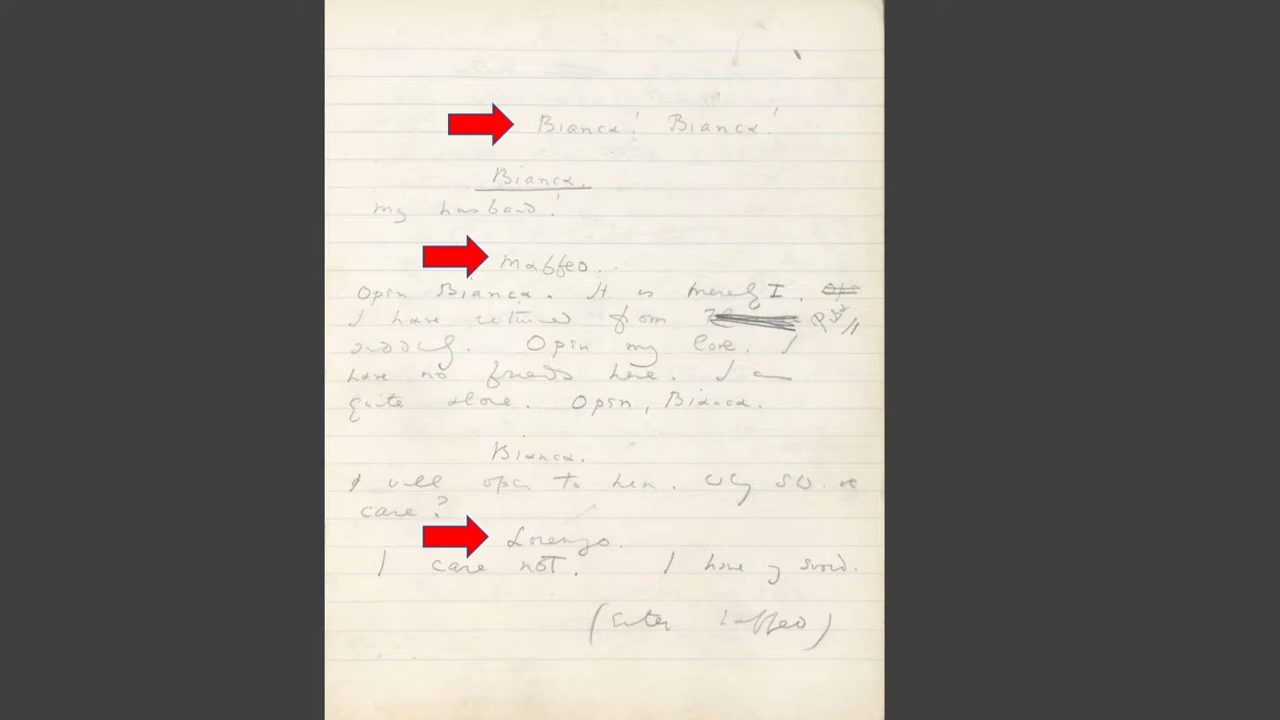 Bianca! Bianca!
Bianca.
my husband!
Maffeo.
Open Bianca. It is merely I. Ope
I have returned from Pisa
suddenly. Open my love. I
have no friends here. I am
quite alone. Open, Bianca.
Bianca.
I will open to him. Why should we
care?
Lorenzo.
I care not. I have my sword.
(Enter Maffeo)